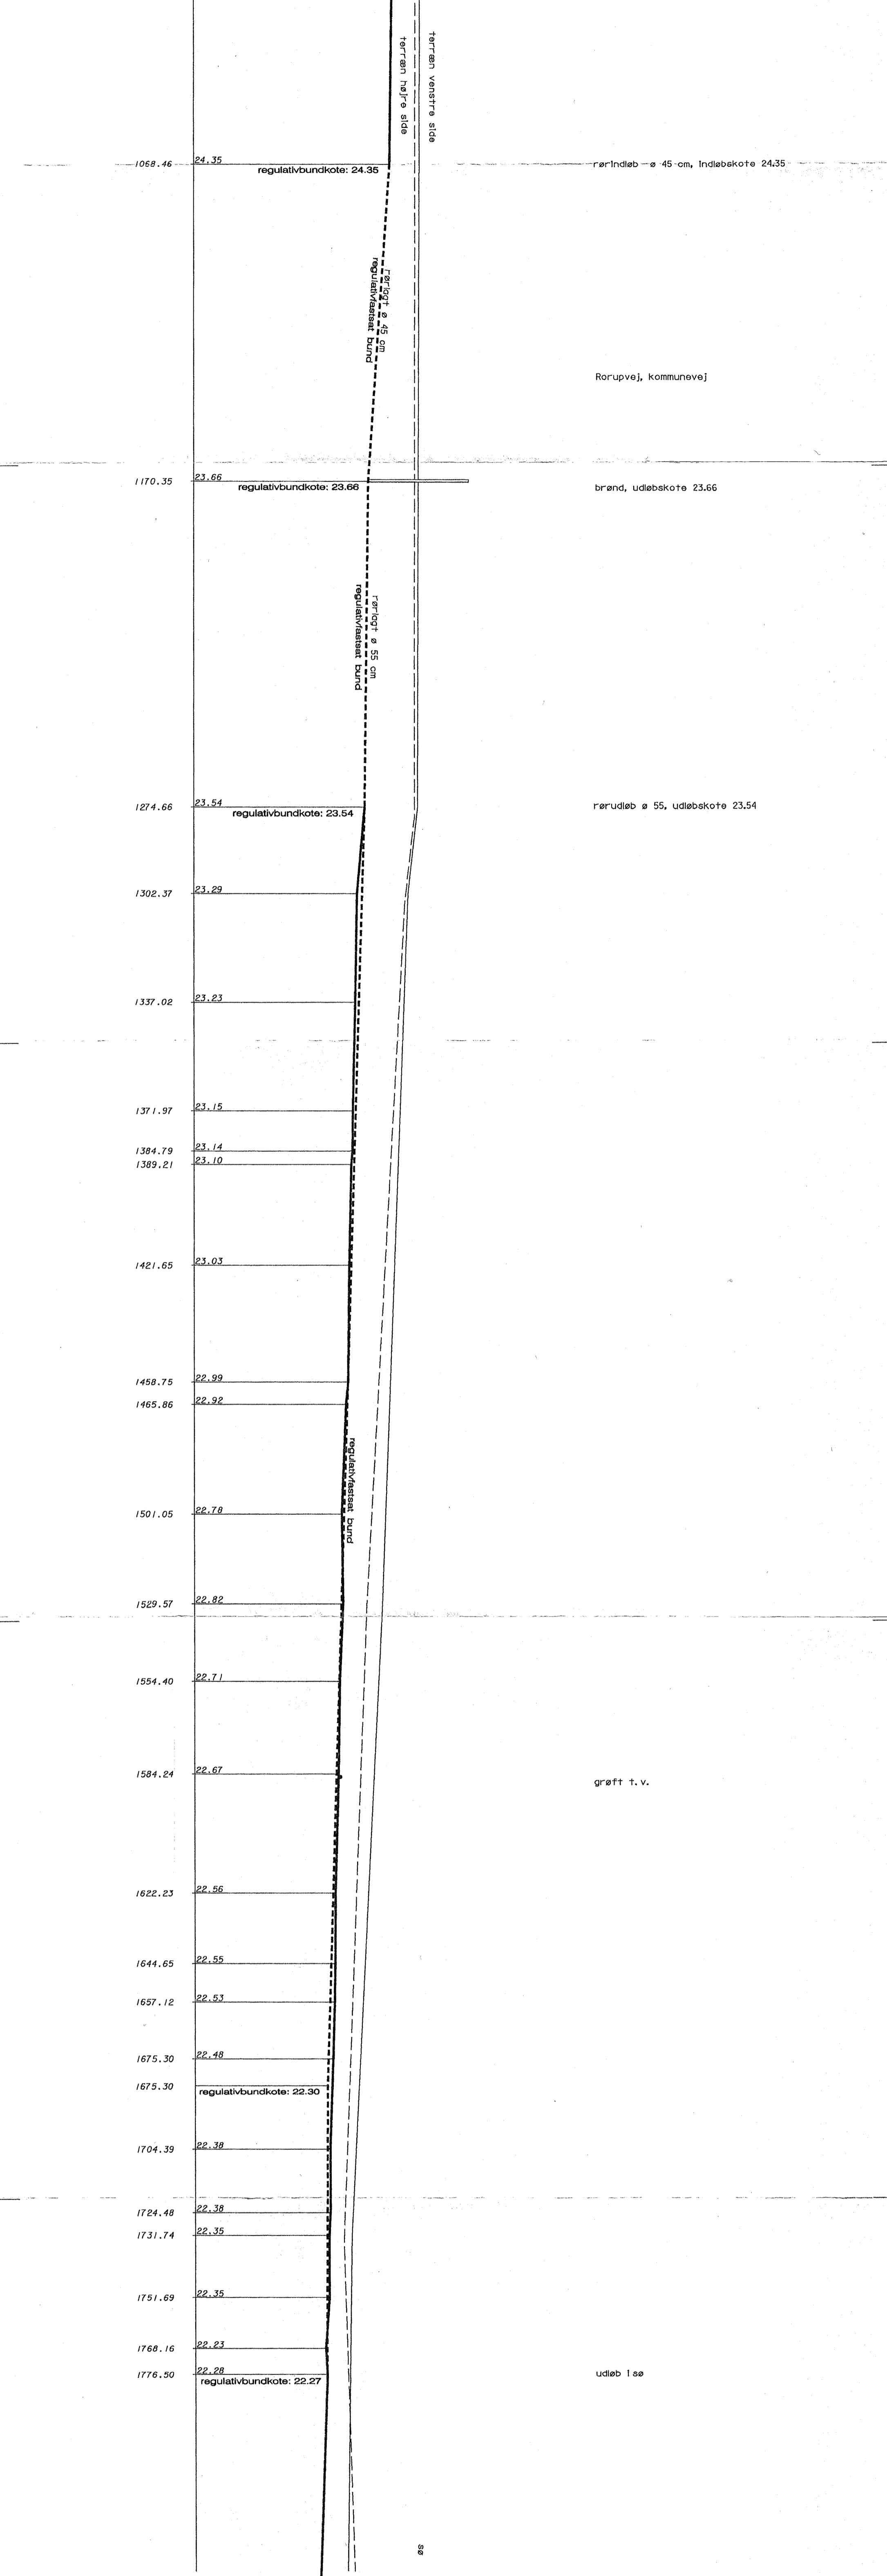 terræn højre side
terræn venstre side
1068.46 24.35 rørindløb ø 45 cm, indløbskote 24.35
regulativbundkote: 24.35
rørlagt ø 45 cm
regulativfastsat bund
Rorupvej, kommunevej
1170.35 23.66
regulativbundkote: 23.66 brønd, udløbskote 23.66
rørlagt ø 55 cm
regulativfastsat bund
1274.66 23.54 rørudløb ø 55, udløbskote 23.54
regulativbundkote: 23.54
1302.37 23.29
1337.02 23.23
1371.97 23.15
1384.79 23.14
1389.21 23.10
1421.65 23.03
1458.75 22.99
1465.86 22.92
regulativfastsat bund
1501.05 22.78
1529.57 22.82
1554.40 22.71
1584.24 22.67
grøft t.v.
1622.23 22.56
1644.65 22.55
1657.12 22.53
1675.30 22.48
1675.30
regulativbundkote: 22.30
1704.39 22.38
1724.48 22.38
1731.74 22.35
1751.69 22.35
1768.16 22.23
1776.50 22.28 udløb i sø
regulativbundkote: 22.27
sø